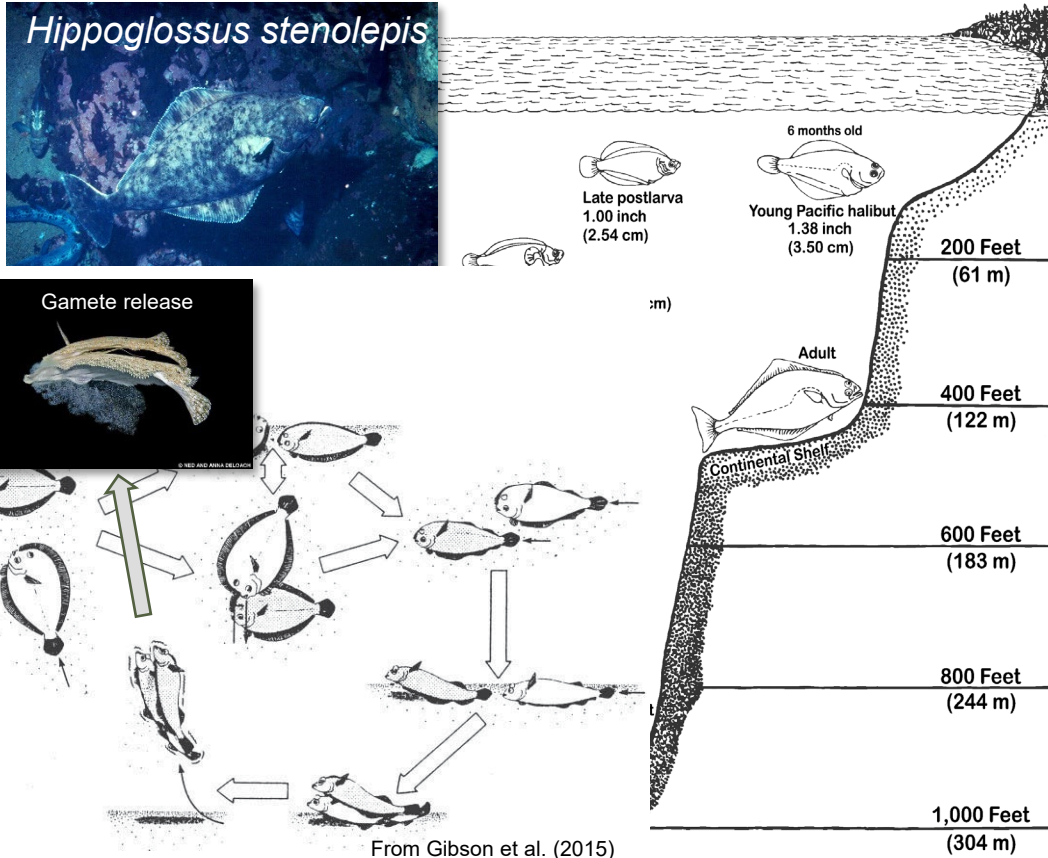 Hippoglossus stenolepis
6 months old
Late postlarva
1.00 inch
(2.54 cm)
Young Pacific halibut
1.38 inch
(3.50 cm)
200 Feet
(61 m)
cm)
Gamete release
© NED AND ANNA DELOACH
Adult
400 Feet
(122 m)
Continental Shelf
600 Feet
(183 m)
800 Feet
(244 m)
t
1,000 Feet
(304 m)
From Gibson et al. (2015)